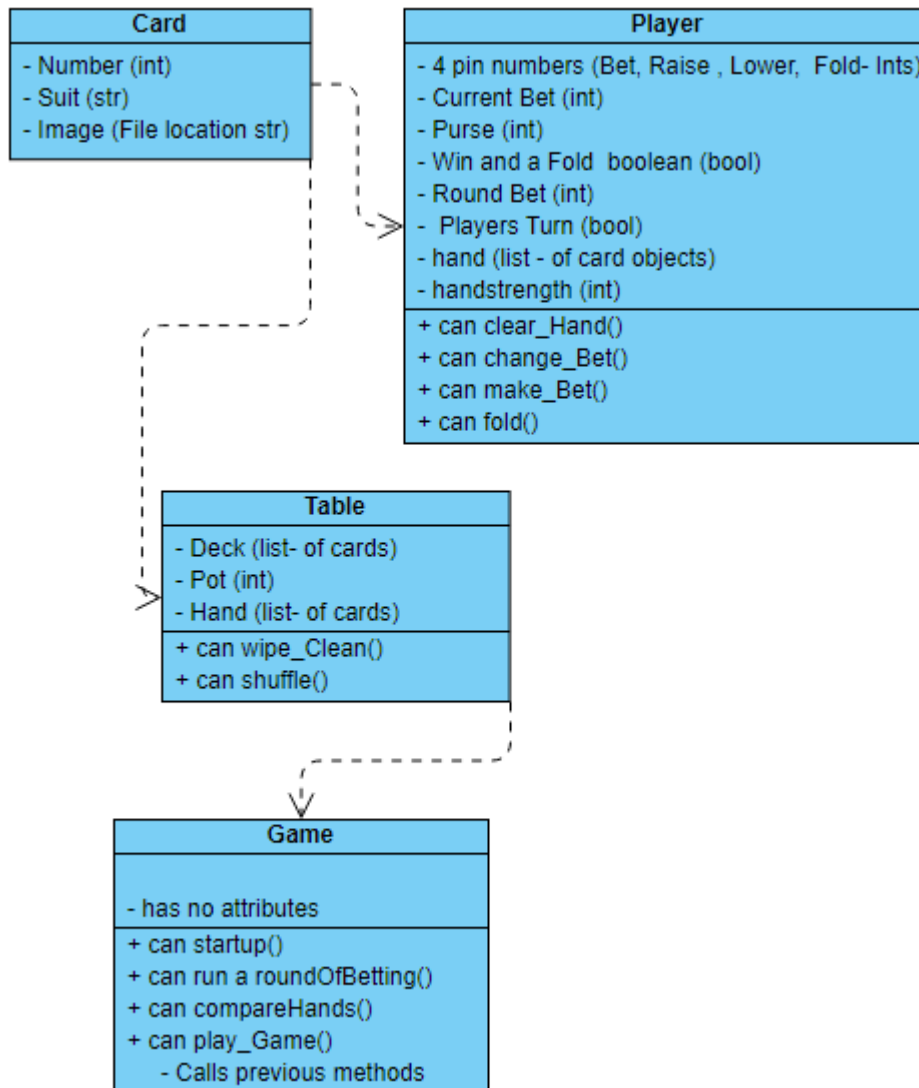 Card
- Number (int)
- Suit (str)
- Image (File location str)
Player
- 4 pin numbers (Bet, Raise , Lower, Fold- Ints)
- Current Bet (int)
- Purse (int)
- Win and a Fold boolean (bool)
- Round Bet (int)
- Players Turn (bool)
- hand (list - of card objects)
- handstrength (int)
+ can clear_Hand()
+ can change_Bet()
+ can make_Bet()
+ can fold()
Table
- Deck (list- of cards)
- Pot (int)
- Hand (list- of cards)
+ can wipe_Clean()
+ can shuffle()
Game
- has no attributes
+ can startup()
+ can run a roundOfBetting()
+ can compareHands()
+ can play_Game()
- Calls previous methods